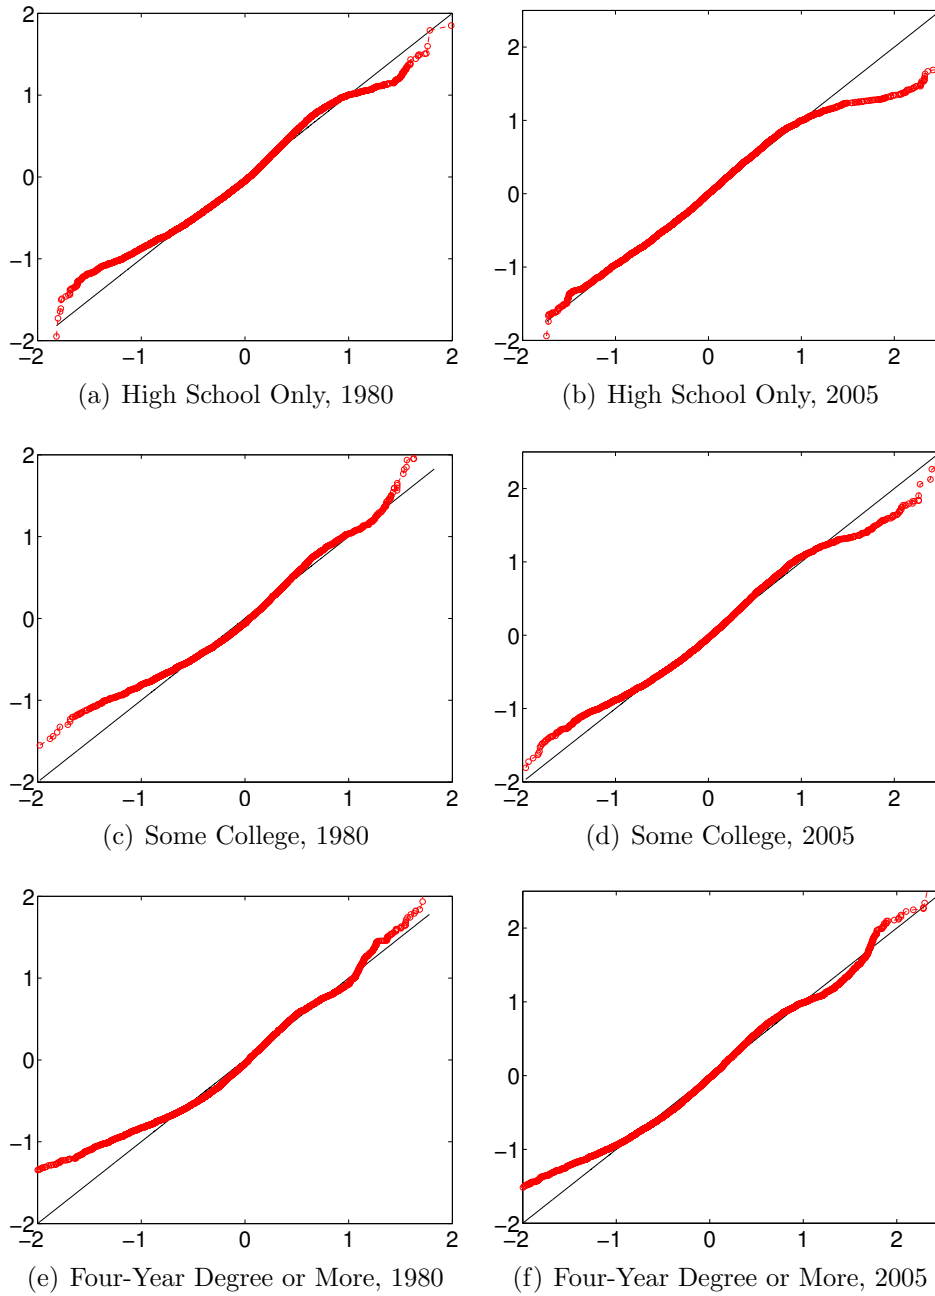 2
1
0
−1
−2
−2 −1 0 1 2
(a) High School Only, 1980
2
1
0
−1
−2
−2 −1 0 1 2
(b) High School Only, 2005
2
1
0
−1
−2
−2 −1 0 1 2
(c) Some College, 1980
2
1
0
−1
−2
−2 −1 0 1 2
(d) Some College, 2005
2
1
0
−1
−2
−2 −1 0 1 2
(e) Four-Year Degree or More, 1980
2
1
0
−1
−2
−2 −1 0 1 2
(f) Four-Year Degree or More, 2005